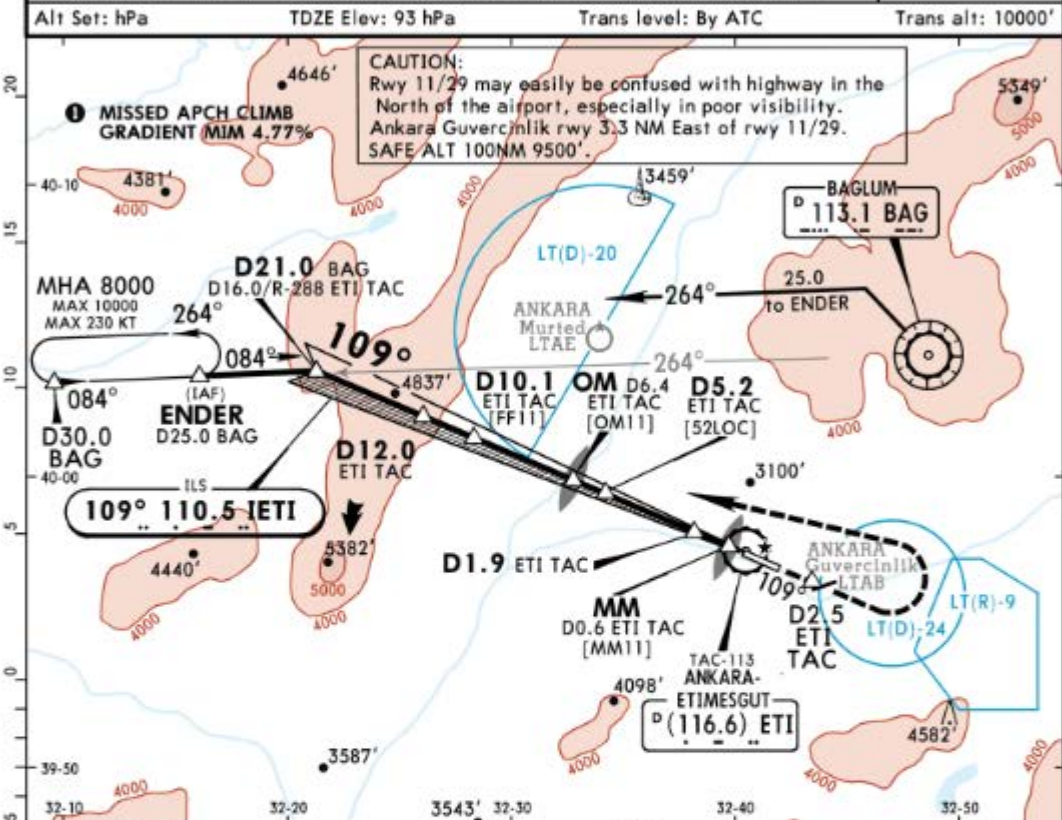 Alt Set: hPa TDZE Elev: 93 hPa Trans level: By ATC Trans alt: 10000'
CAUTION:
Rwy 11/29 may easily be confused with highway in the
North of the airport, especially in poor visibility.
Ankara Guvercinlik rwy 3.3 NM East of rwy 11/29.
SAFE ALT 100NM 9500'.
4646'
MISSED APCH CLIMB
GRADIENT MIM 4.77%
5349'
5000
20
40-10
4381'
4000
4000
4000
3459'
4000
BAGLUM
D 113.1 BAG
15
LT(D)-20
MHA 8000
MAX 10000
MAX 230 KT
264°
D21.0 BAG
D16.0/R-288 ETI TAC
109°
264°
25.0
to ENDER
ANKARA
Murted
LTAE
084°
264°
10
084°
(IAF)
ENDER
D25.0 BAG
D30.0
BAG
4837'
D10.1
ETI TAC
[FF11]
OM D6.4
ETI TAC
[OM11]
D5.2
ETI TAC
[52LOC]
4000
D12.0
ETI TAC
40-00
ILS
109° 110.5 IETI
3100'
5
4440'
4000
5382'
5000
4000
D1.9 ETI TAC
ANKARA
Guvercinlik
LTAB
109°
MM
D0.6 ETI TAC
[MM11]
D2.5
ETI
TAC
LT(D)-24
LT(R)-9
TAC-113
ANKARA-
ETIMESGUT
D (116.6) ETI
0
4098'
4000
4582'
4000
4000
39-50
3587'
4000
32-10
32-20
3543'
32-30
32-40
32-50